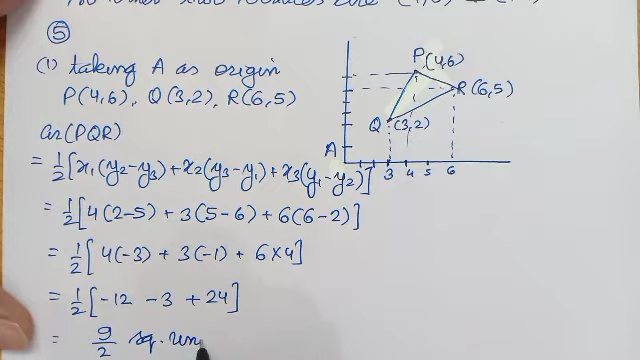 ⑤
(1) taking A as origin
P(4,6), Q(3,2), R(6,5)
ar(PQR)
= 1/2 [x₁(y₂-y₃)+x₂(y₃-y₁)+x₃(y₁-y₂)]
= 1/2 [4(2-5) + 3(5-6) + 6(6-2)]
= 1/2 [4(-3) + 3(-1) + 6×4]
= 1/2 [-12 -3 +24]
= 9/2 sq. un
P(4,6)
R(6,5)
Q (3,2)
A
3 4 5 6